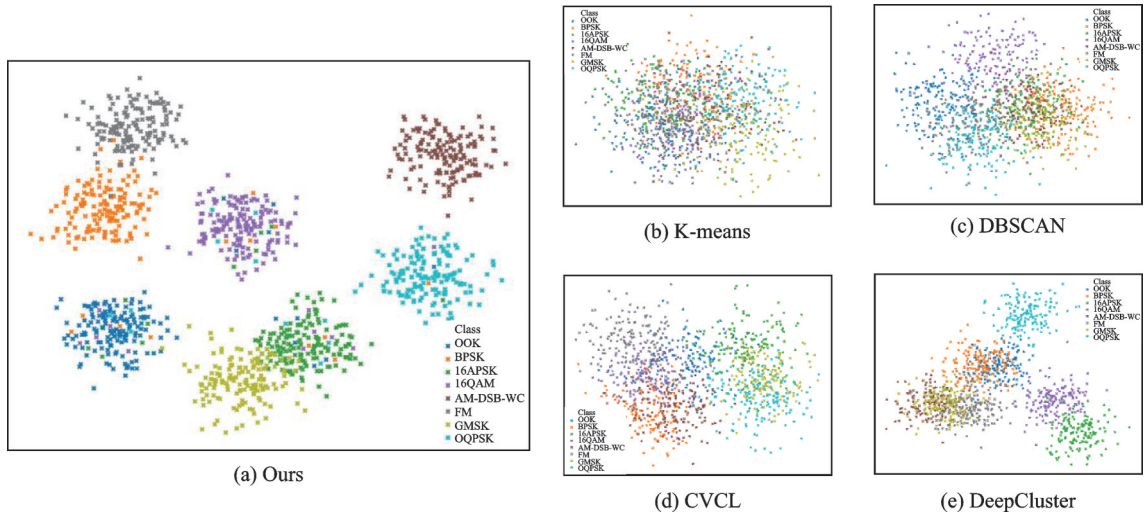 Class
OOK
BPSK
16APSK
16QAM
AM-DSB-WC
FM
GMSK
OQPSK
(a) Ours
Class
OOK
BPSK
16APSK
16QAM
AM-DSB-WC
FM
GMSK
OQPSK
(b) K-means
Class
OOK
BPSK
16APSK
16QAM
AM-DSB-WC
FM
GMSK
OQPSK
(c) DBSCAN
Class
OOK
BPSK
16APSK
16QAM
AM-DSB-WC
FM
GMSK
OQPSK
(d) CVCL
Class
OOK
BPSK
16APSK
16QAM
AM-DSB-WC
FM
GMSK
OQPSK
(e) DeepCluster